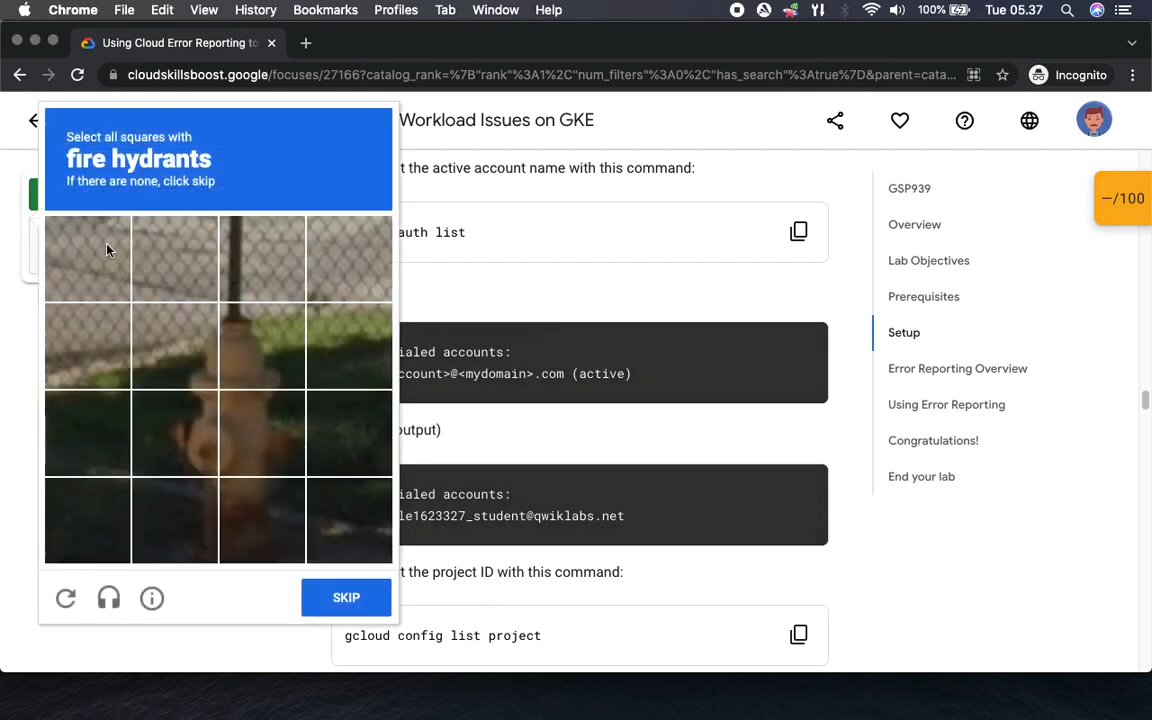 Chrome File Edit View History Bookmarks Profiles Tab Window Help 100% Tue 05.37
Using Cloud Error Reporting to
cloudskillsboost.google/focuses/27166?catalog_rank=%7B"rank"%3A1%2C"num_filters"%3A0%2C"has_search"%3Atrue%7D&parent=cata... Incognito
Workload Issues on GKE
Select all squares with
fire hydrants
If there are none, click skip
SKIP
t the active account name with this command:
auth list
ialed accounts:
ccount>@<mydomain>.com (active)
output)
ialed accounts:
le1623327_student@qwiklabs.net
t the project ID with this command:
gcloud config list project
GSP939
Overview
Lab Objectives
Prerequisites
Setup
Error Reporting Overview
Using Error Reporting
Congratulations!
End your lab
—/100